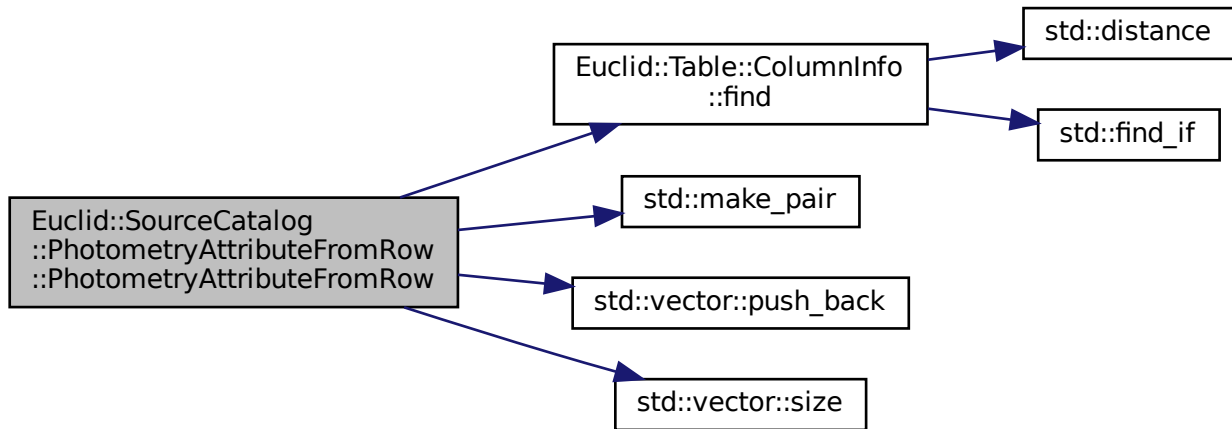 Euclid::SourceCatalog
::PhotometryAttributeFromRow
::PhotometryAttributeFromRow
Euclid::Table::ColumnInfo
::find
std::distance
std::find_if
std::make_pair
std::vector::push_back
std::vector::size